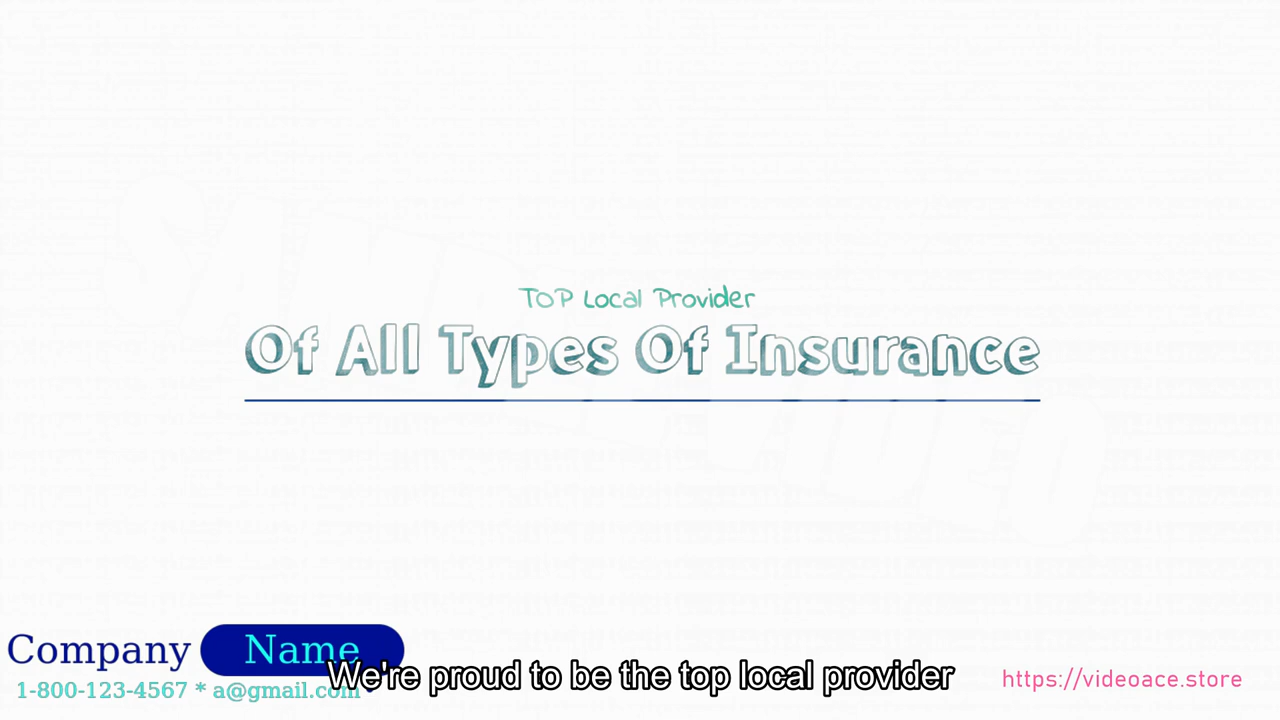 ToP Local Provider
Of All Types Of Insurance
Company Name
We're proud to be the top local provider
1-800-123-4567 * a@gmail.com
https://videoace.store